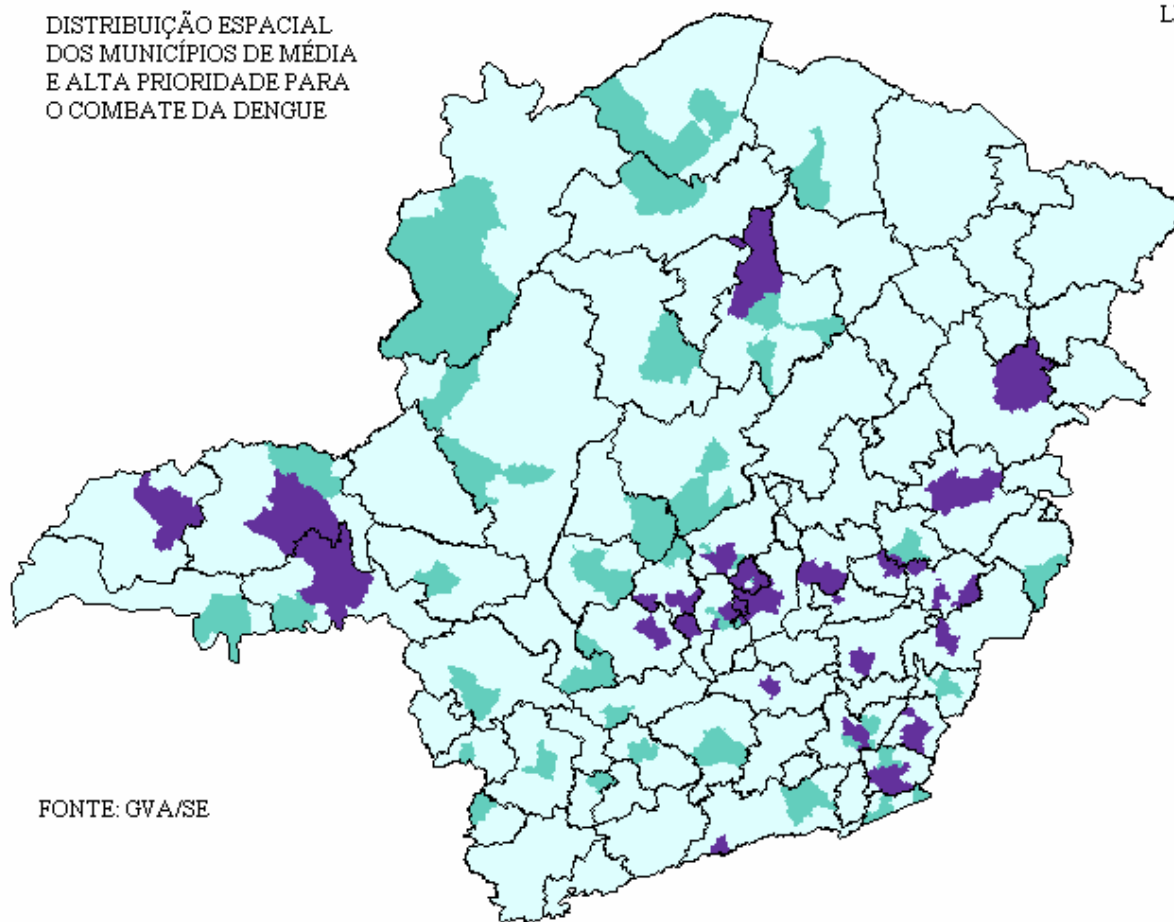 DISTRIBUIÇÃO ESPACIAL
DOS MUNICÍPIOS DE MÉDIA
E ALTA PRIORIDADE PARA
O COMBATE DA DENGUE
FONTE: GVA/SE